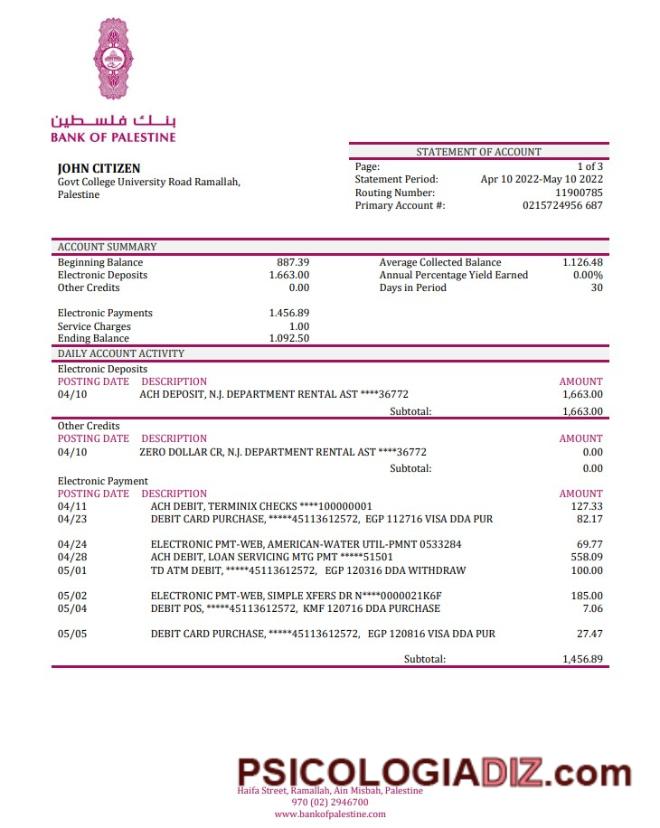 بنك فلسطين
BANK OF PALESTINE
JOHN CITIZEN
Govt College University Road Ramallah,
Palestine
STATEMENT OF ACCOUNT
Page: 1 of 3
Statement Period: Apr 10 2022-May 10 2022
Routing Number: 11900785
Primary Account #: 0215724956 687
ACCOUNT SUMMARY
Beginning Balance 887.39 Average Collected Balance 1.126.48
Electronic Deposits 1.663.00 Annual Percentage Yield Earned 0.00%
Other Credits 0.00 Days in Period 30
Electronic Payments 1.456.89
Service Charges 1.00
Ending Balance 1.092.50
DAILY ACCOUNT ACTIVITY
Electronic Deposits
POSTING DATE DESCRIPTION AMOUNT
04/10 ACH DEPOSIT, N.J. DEPARTMENT RENTAL AST ****36772 1,663.00
Subtotal: 1,663.00
Other Credits
POSTING DATE DESCRIPTION AMOUNT
04/10 ZERO DOLLAR CR, N.J. DEPARTMENT RENTAL AST ****36772 0.00
Subtotal: 0.00
Electronic Payment
POSTING DATE DESCRIPTION AMOUNT
04/11 ACH DEBIT, TERMINIX CHECKS ****100000001 127.33
04/23 DEBIT CARD PURCHASE, *****45113612572, EGP 112716 VISA DDA PUR 82.17
04/24 ELECTRONIC PMT-WEB, AMERICAN-WATER UTIL-PMNT 0533284 69.77
04/28 ACH DEBIT, LOAN SERVICING MTG PMT *****51501 558.09
05/01 TD ATM DEBIT, *****45113612572, EGP 120316 DDA WITHDRAW 100.00
05/02 ELECTRONIC PMT-WEB, SIMPLE XFERS DR N****0000021K6F 185.00
05/04 DEBIT POS, *****45113612572, KMF 120716 DDA PURCHASE 7.06
05/05 DEBIT CARD PURCHASE, *****45113612572, EGP 120816 VISA DDA PUR 27.47
Subtotal: 1,456.89
PSICOLOGIADIZ.com
Haifa Street, Ramallah, Ain Misbah, Palestine
970 (02) 2946700
www.bankofpalestine.com